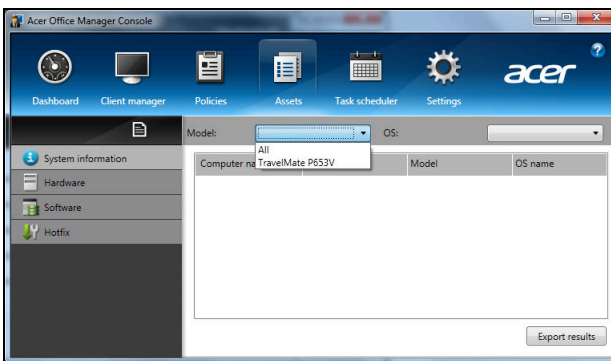 Acer Office Manager Console
?
Dashboard Client manager Policies Assets Task scheduler Settings acer
Model: OS:
All
TravelMate P653V
System information
Computer na Model OS name
Hardware
Software
Hotfix
Export results